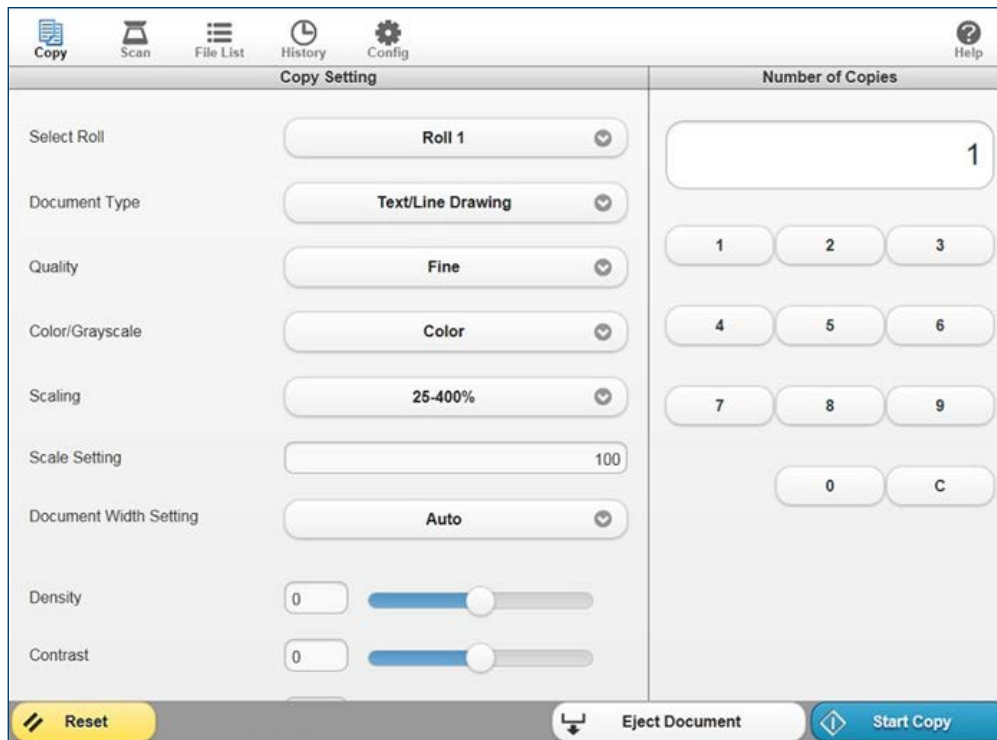 Copy Scan File List History Config Help
Copy Setting Number of Copies
Select Roll Roll 1
1
Document Type Text/Line Drawing
1 2 3
Quality Fine
Color/Grayscale Color
4 5 6
Scaling 25-400%
7 8 9
Scale Setting 100
0 C
Document Width Setting Auto
Density 0
Contrast 0
Reset Eject Document Start Copy